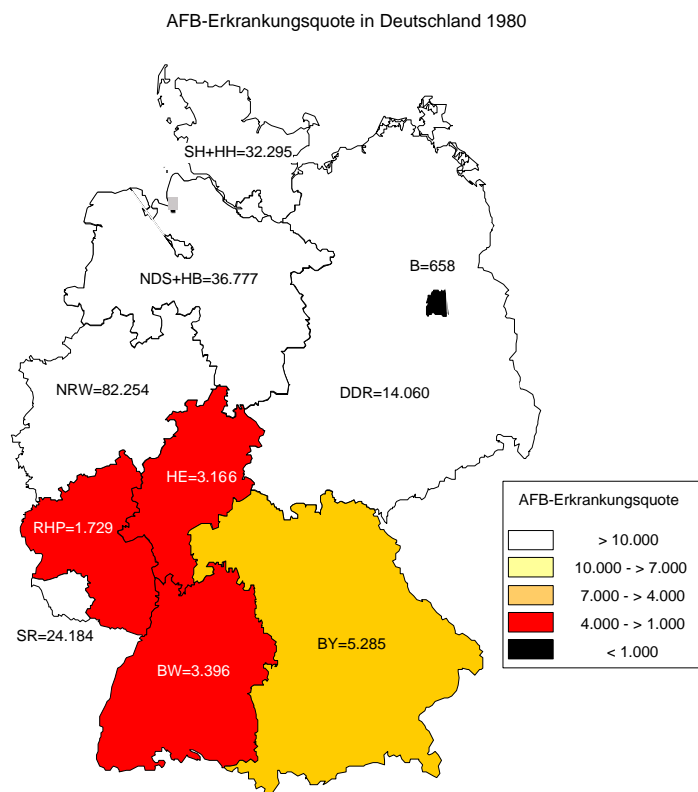 AFB-Erkrankungsquote in Deutschland 1980
SH+HH=32.295
NDS+HB=36.777
B=658
NRW=82.254
DDR=14.060
HE=3.166
RHP=1.729
SR=24.184
BW=3.396
BY=5.285
AFB-Erkrankungsquote
> 10.000
10.000 - > 7.000
7.000 - > 4.000
4.000 - > 1.000
< 1.000